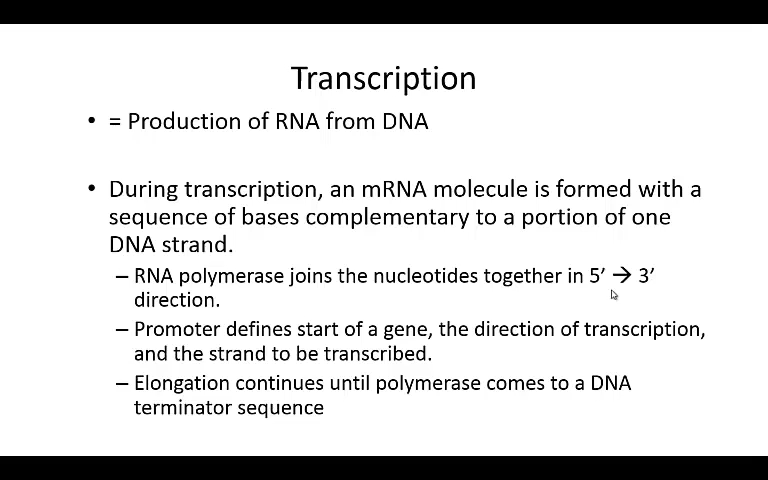 Transcription
• = Production of RNA from DNA
• During transcription, an mRNA molecule is formed with a
sequence of bases complementary to a portion of one
DNA strand.
– RNA polymerase joins the nucleotides together in 5’ → 3’
direction.
– Promoter defines start of a gene, the direction of transcription,
and the strand to be transcribed.
– Elongation continues until polymerase comes to a DNA
terminator sequence